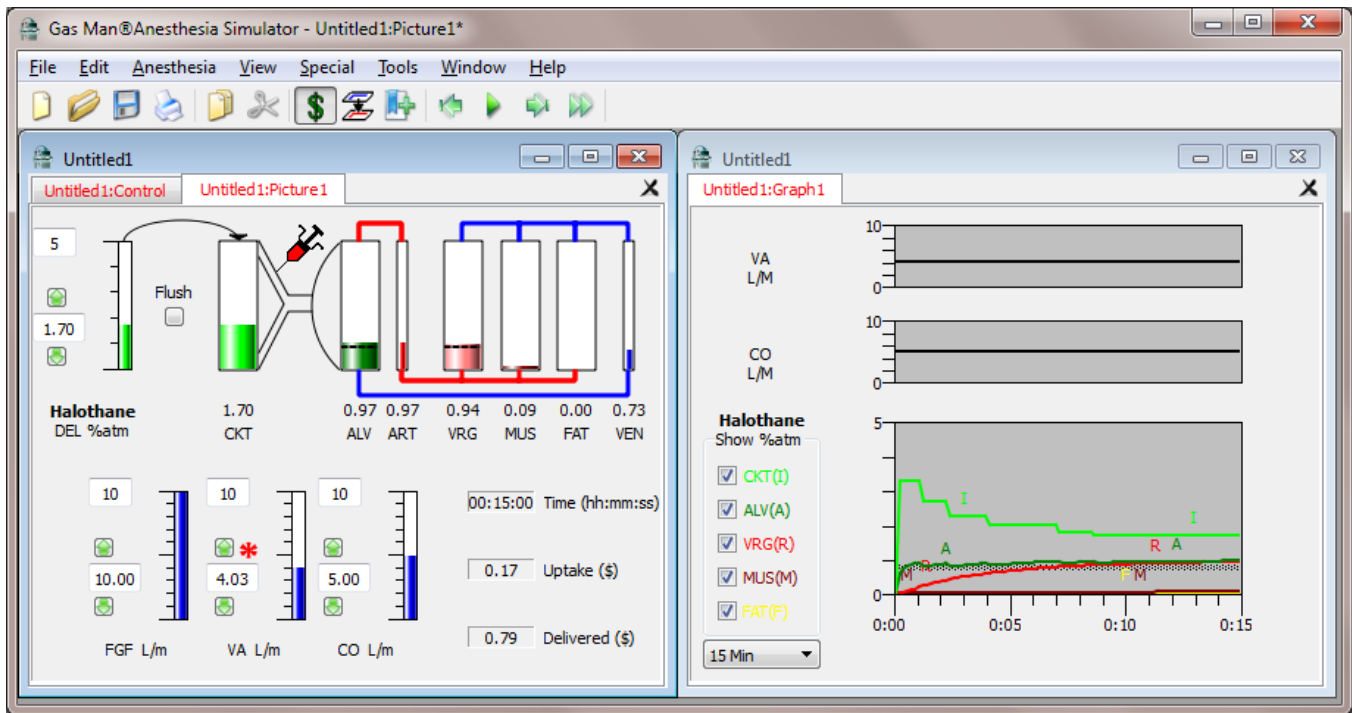 Gas Man®Anesthesia Simulator - Untitled1:Picture1*
File Edit Anesthesia View Special Tools Window Help
$
Untitled1
Untitled1:Control Untitled1:Picture1
5
Flush
1.70
Halothane
DEL %atm
1.70 0.97 0.97 0.94 0.09 0.00 0.73
CKT ALV ART VRG MUS FAT VEN
10 10 10
00:15:00 Time (hh:mm:ss)
*
10.00 4.03 5.00
0.17 Uptake ($)
0.79 Delivered ($)
FGF L/m VA L/m CO L/m
Untitled1
Untitled1:Graph1
10
VA
L/M
0
10
CO
L/M
0
Halothane
Show %atm
CKT(I)
ALV(A)
VRG(R)
MUS(M)
FAT(F)
15 Min
5
I I
A R A
M R F M
0
0:00 0:05 0:10 0:15